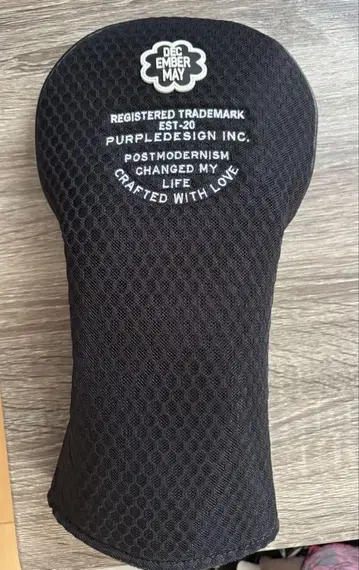 DEC
EMBER
MAY
REGISTERED TRADEMARK
EST-20
PURPLEDESIGN INC.
POSTMODERNISM
CHANGED MY
LIFE
CRAFTED WITH LOVE